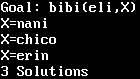 Goal: bibi(eli,X)
X=nani
X=chico
X=erin
3 Solutions